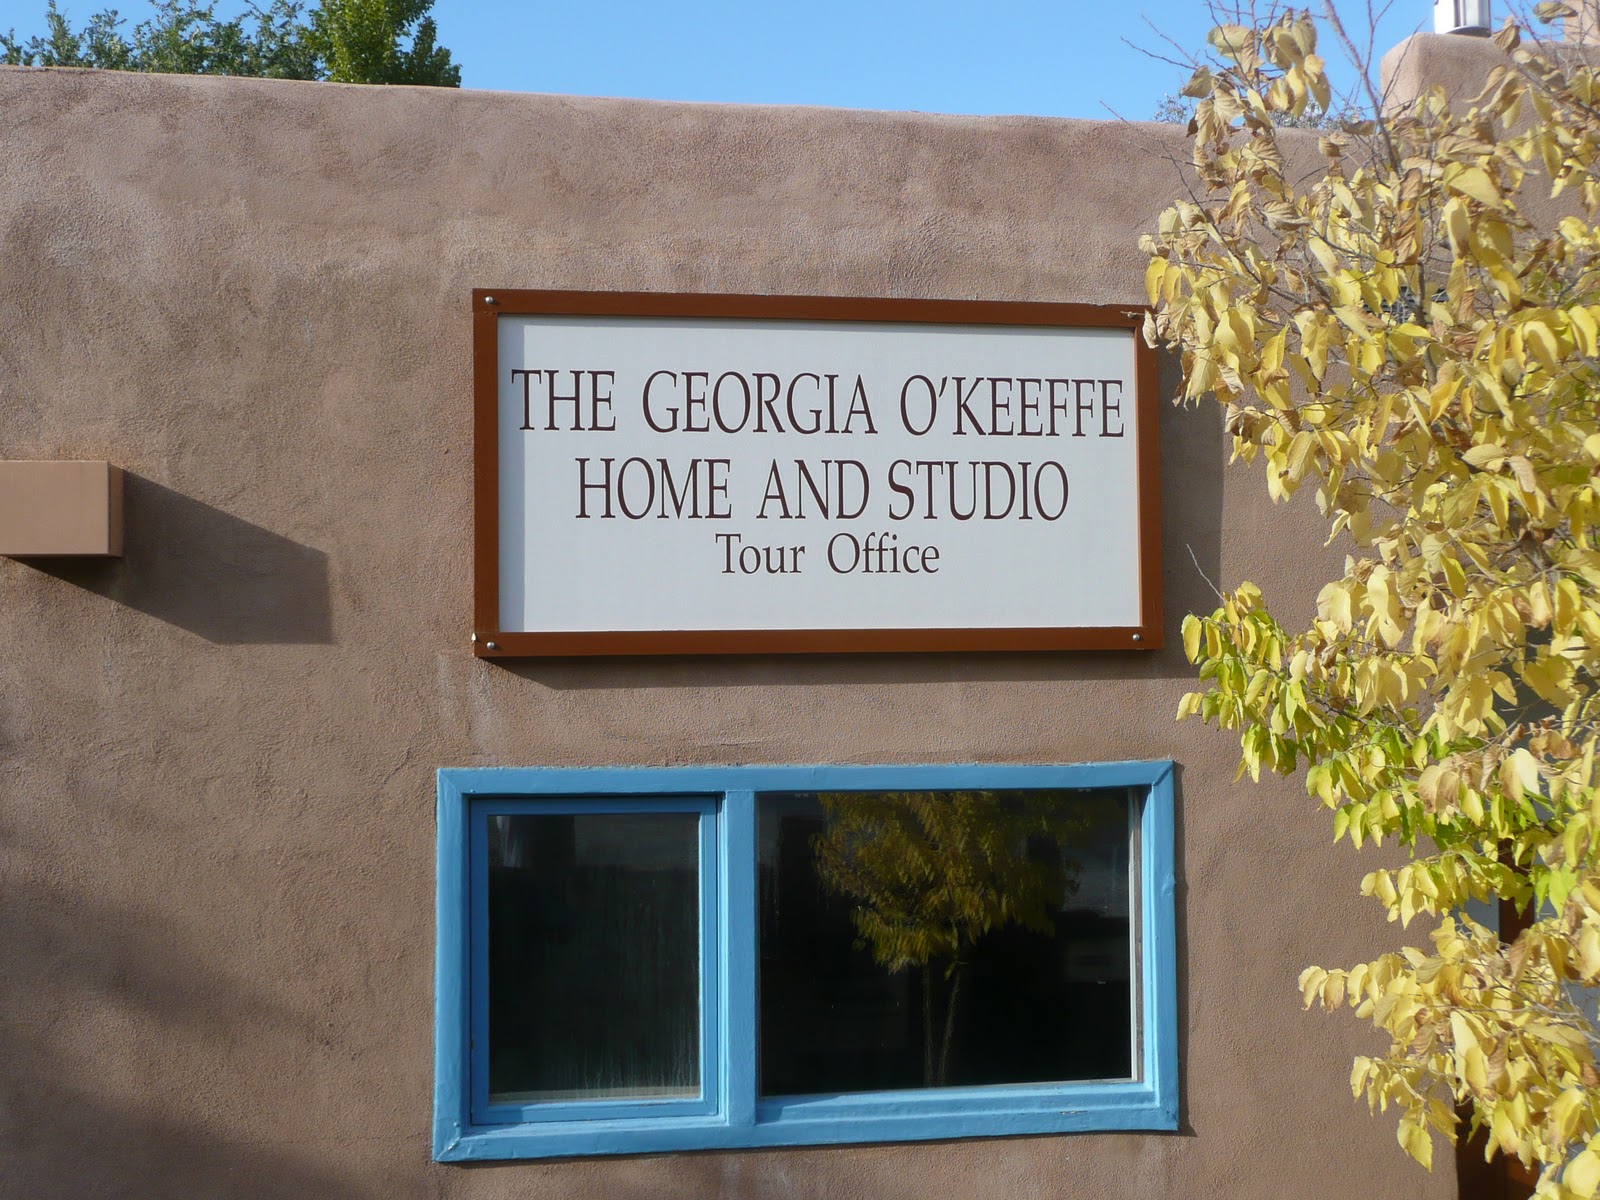 THE GEORGIA O'KEEFFE
HOME AND STUDIO
Tour Office